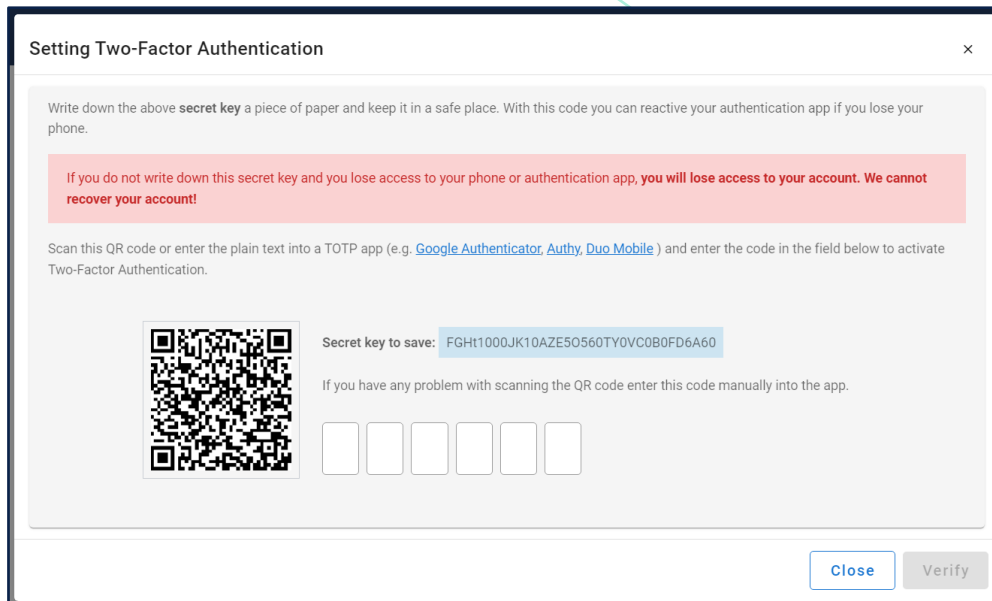 Setting Two-Factor Authentication
×
Write down the above secret key a piece of paper and keep it in a safe place. With this code you can reactive your authentication app if you lose your
phone.
If you do not write down this secret key and you lose access to your phone or authentication app, you will lose access to your account. We cannot
recover your account!
Scan this QR code or enter the plain text into a TOTP app (e.g. Google Authenticator, Authy, Duo Mobile ) and enter the code in the field below to activate
Two-Factor Authentication.
Secret key to save: FGHt1000JK10AZE5O560TY0VC0B0FD6A60
If you have any problem with scanning the QR code enter this code manually into the app.
Close Verify